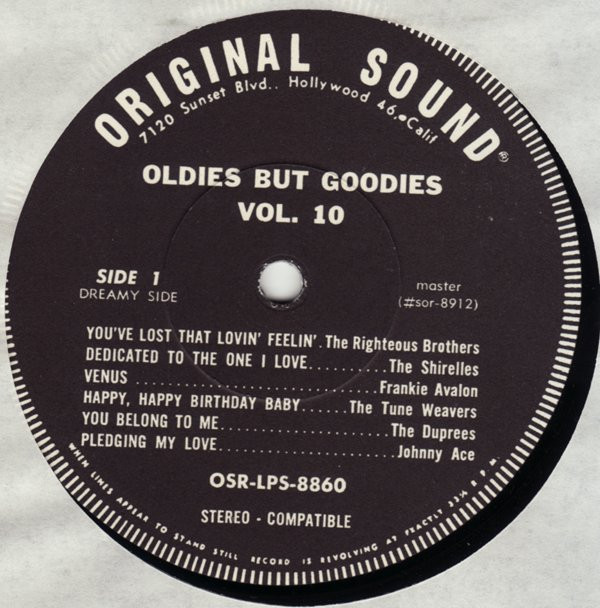 ORIGINAL SOUND®
7120 Sunset Blvd.. Hollywood 46, Calif
OLDIES BUT GOODIES
VOL. 10
SIDE 1
DREAMY SIDE
master
(#sor-8912)
YOU'VE LOST THAT LOVIN' FEELIN'.The Righteous Brothers
DEDICATED TO THE ONE I LOVE.........The Shirelles
VENUS..........................Frankie Avalon
HAPPY, HAPPY BIRTHDAY BABY......The Tune Weavers
YOU BELONG TO ME...................The Duprees
PLEDGING MY LOVE....................Johnny Ace
OSR-LPS-8860
STEREO - COMPATIBLE
WHEN LINES APPEAR TO STAND STILL RECORD IS REVOLVING AT EXACTLY 33⅓ R.P.M.